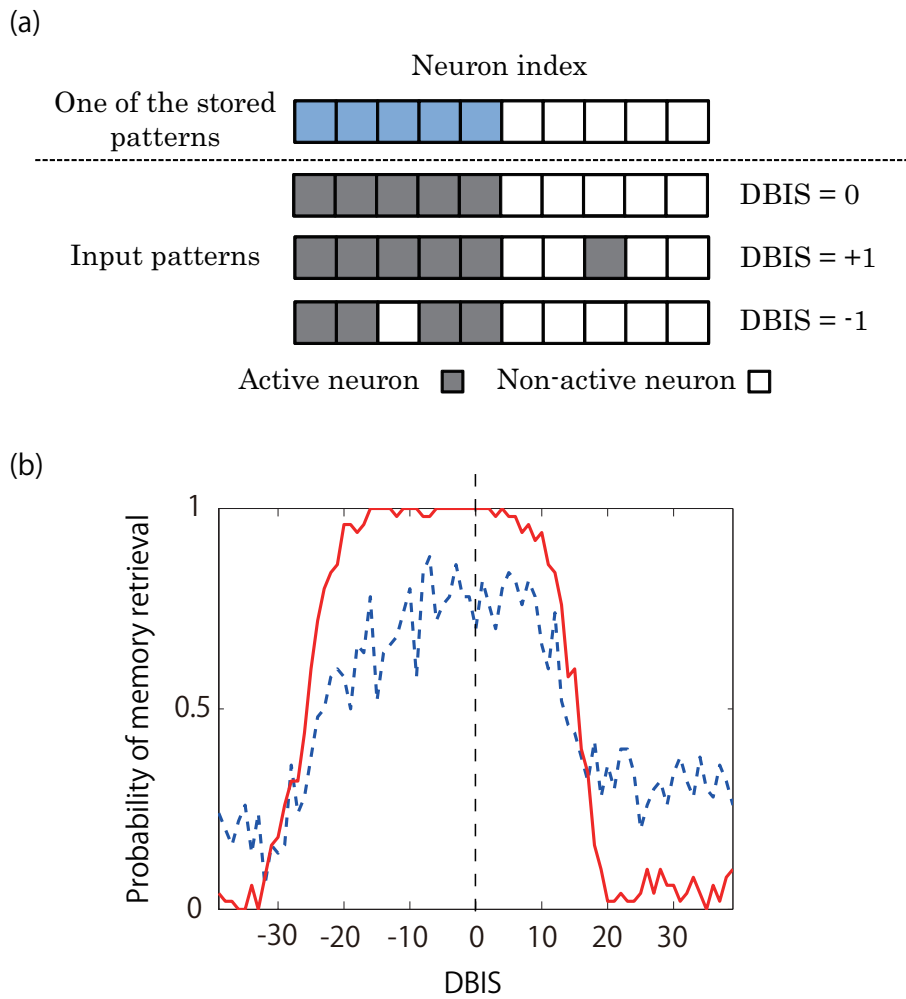 (a)
Neuron index
One of the stored
patterns
DBIS = 0
Input patterns
DBIS = +1
DBIS = -1
Active neuron
Non-active neuron
(b)
Probability of memory retrieval
1
0.5
0
-30
-20
-10
0
10
20
30
DBIS